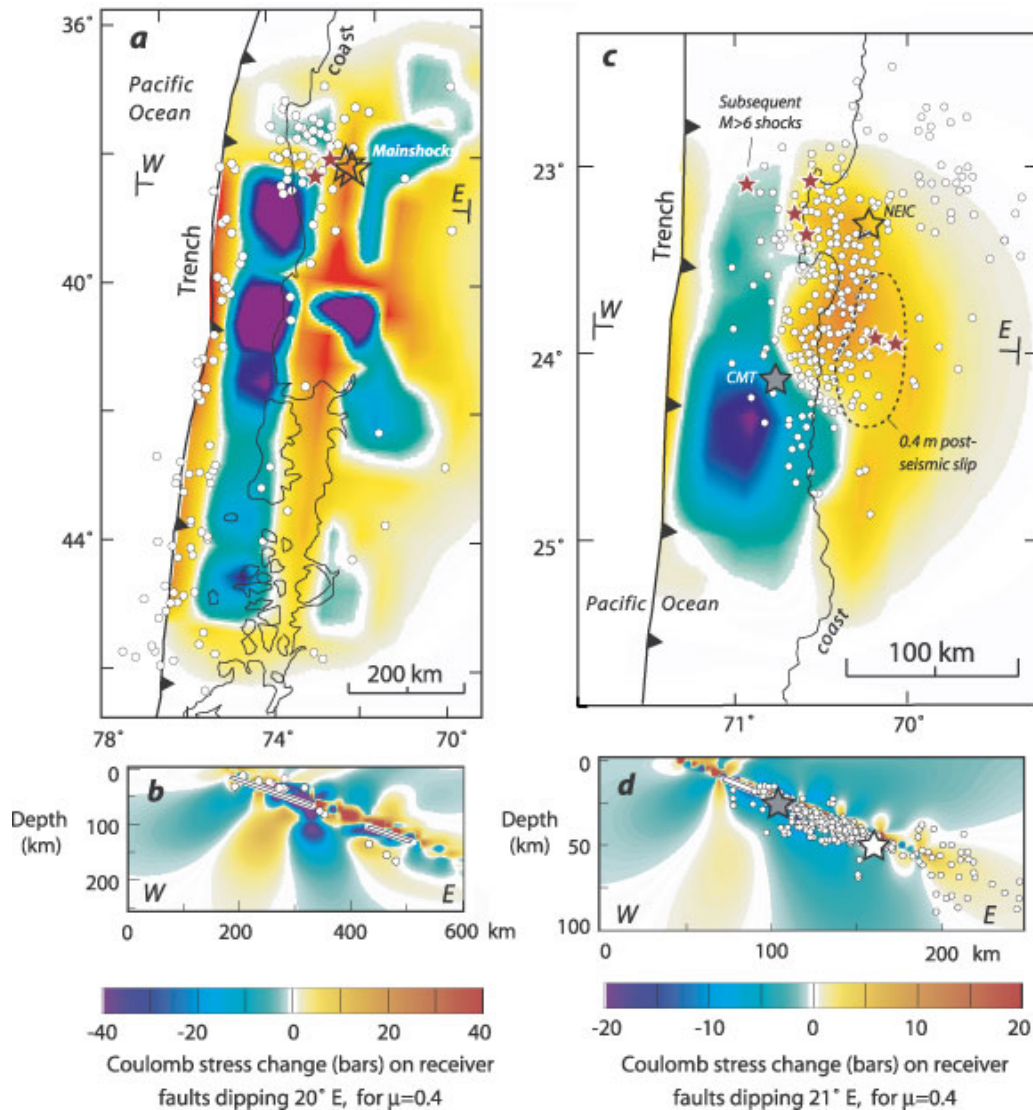 36˚
a
coast
Pacific
Ocean
Mainshocks
W
E
Trench
40˚
44˚
200 km
78˚
74˚
70˚
c
Subsequent
M>6 shocks
23˚
NEIC
Trench
W
E
24˚
CMT
0.4 m post-
seismic slip
25˚
Pacific Ocean
coast
100 km
71˚
70˚
0
b
Depth
100
(km)
200
W
E
0
200
400
600
km
0
d
Depth
50
(km)
W
E
100
0
100
200
km
-40
-20
0
20
40
Coulomb stress change (bars) on receiver
faults dipping 20˚ E, for μ=0.4
-20
-10
0
10
20
Coulomb stress change (bars) on receiver
faults dipping 21˚ E, for μ=0.4